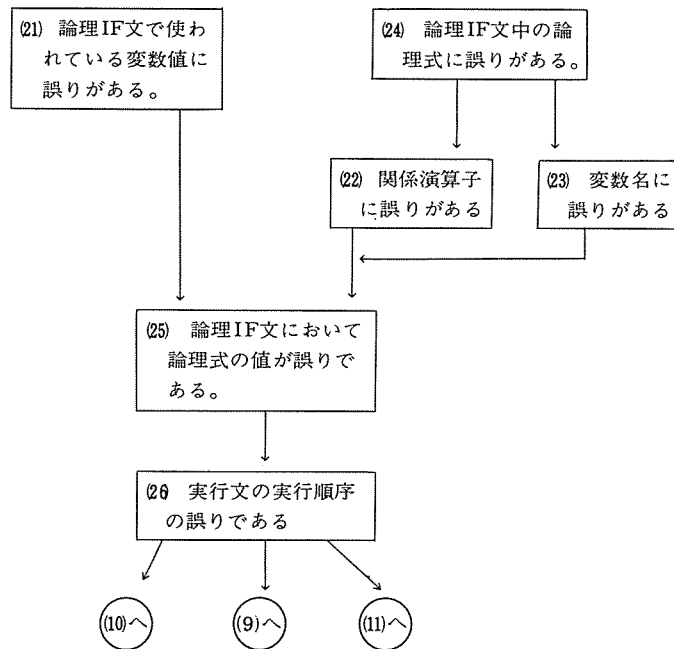 (21) 論理IF文で使わ
れている変数値に
誤りがある。
(24) 論理IF文中の論
理式に誤りがある。
(22) 関係演算子
に誤りがある
(23) 変数名に
誤りがある
(25) 論理IF文において
論理式の値が誤りで
ある。
(26) 実行文の実行順序
の誤りである
(10)へ
(9)へ
(11)へ